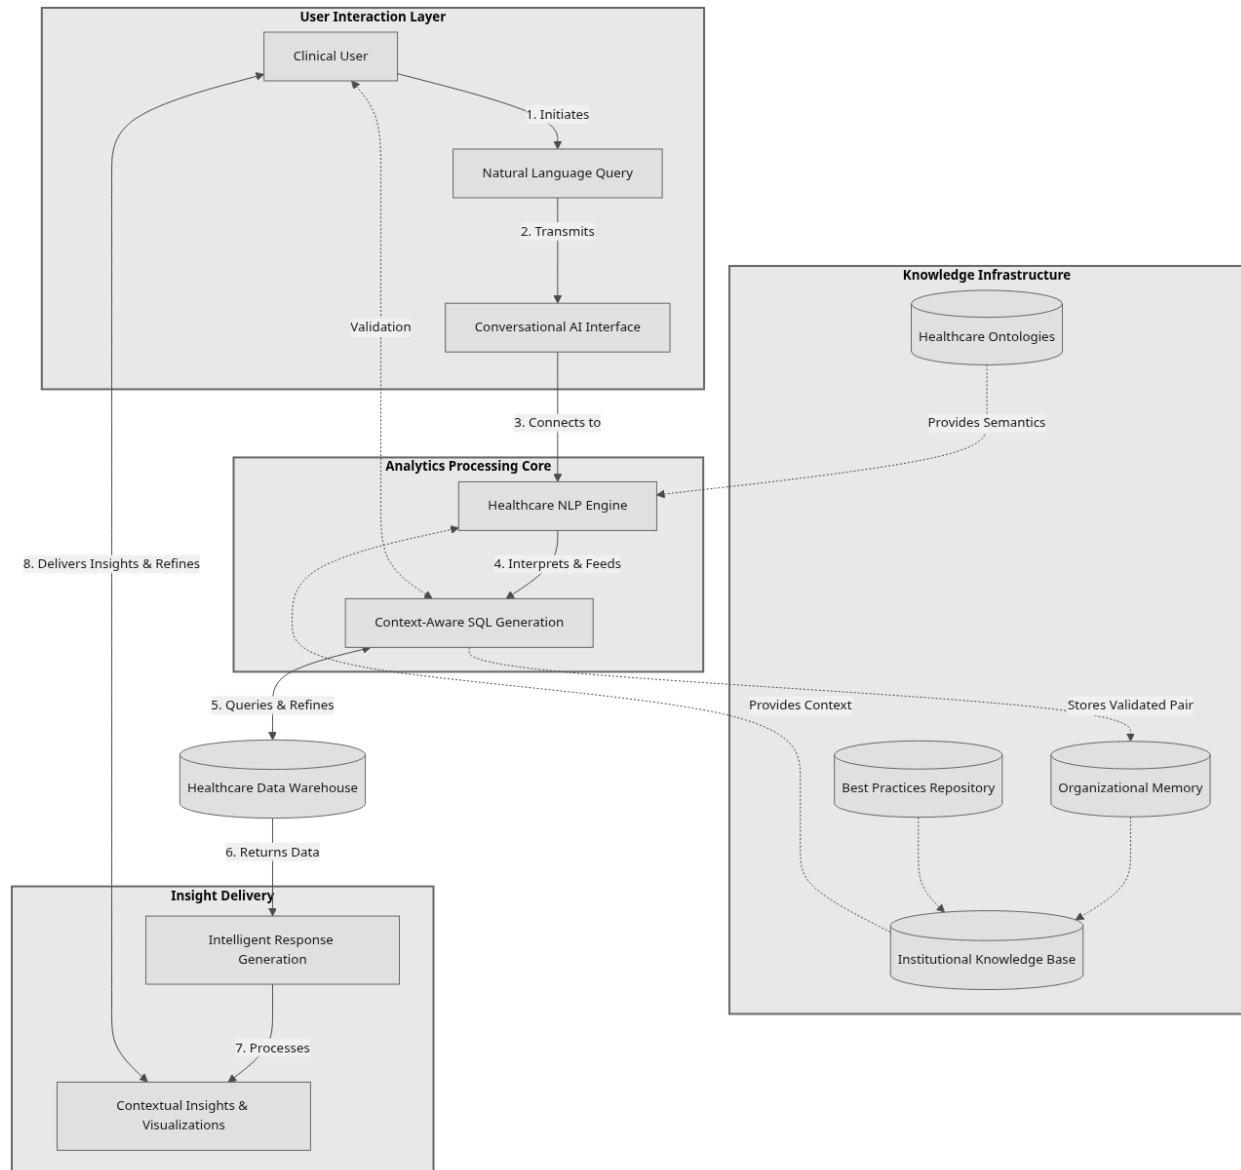 User Interaction Layer
Clinical User
1. Initiates
Natural Language Query
2. Transmits
Conversational AI Interface
Validation
3. Connects to
Knowledge Infrastructure
Healthcare Ontologies
Provides Semantics
Analytics Processing Core
Healthcare NLP Engine
4. Interprets & Feeds
8. Delivers Insights & Refines
Context-Aware SQL Generation
5. Queries & Refines
Provides Context
Stores Validated Pair
Healthcare Data Warehouse
Best Practices Repository
Organizational Memory
6. Returns Data
Insight Delivery
Intelligent Response
Generation
Institutional Knowledge Base
7. Processes
Contextual Insights &
Visualizations